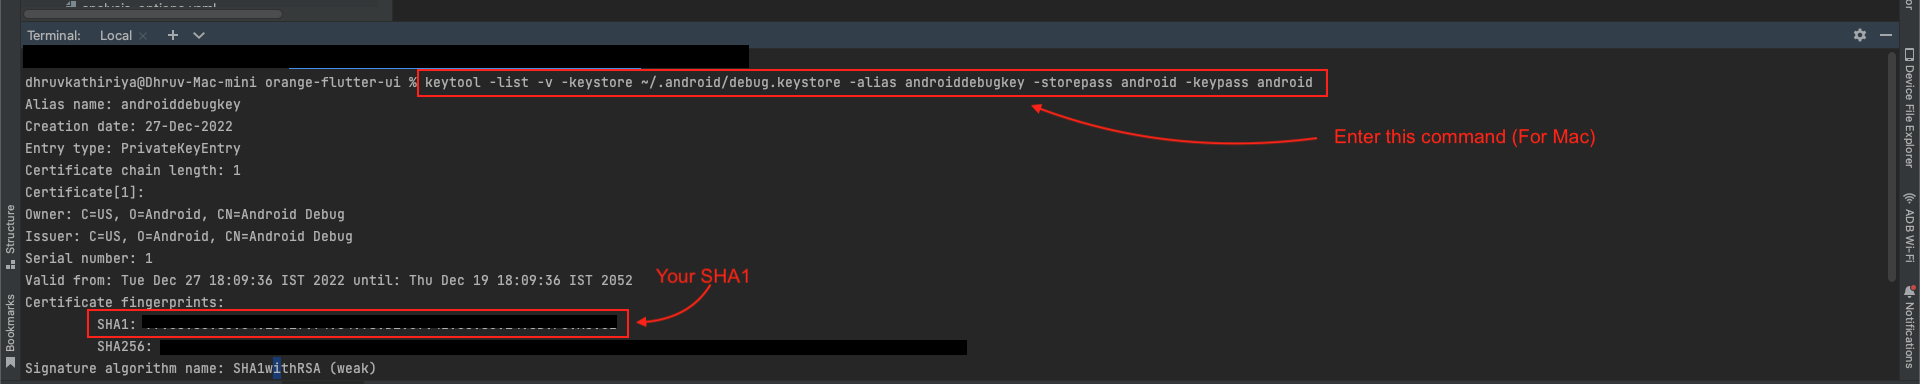 Terminal: Local × + 
dhruvkathiriya@Dhruv-Mac-mini orange-flutter-ui % keytool -list -v -keystore ~/.android/debug.keystore -alias androiddebugkey -storepass android -keypass android
Alias name: androiddebugkey
Creation date: 27-Dec-2022
Enter this command (For Mac)
Entry type: PrivateKeyEntry
Certificate chain length: 1
Certificate[1]:
Owner: C=US, O=Android, CN=Android Debug
Issuer: C=US, O=Android, CN=Android Debug
Serial number: 1
Valid from: Tue Dec 27 18:09:36 IST 2022 until: Thu Dec 19 18:09:36 IST 2052
Your SHA1
Certificate fingerprints:
SHA1:
SHA256:
Signature algorithm name: SHA1withRSA (weak)
Structure
Bookmarks
Device File Explorer
ADB Wi-Fi
Notifications